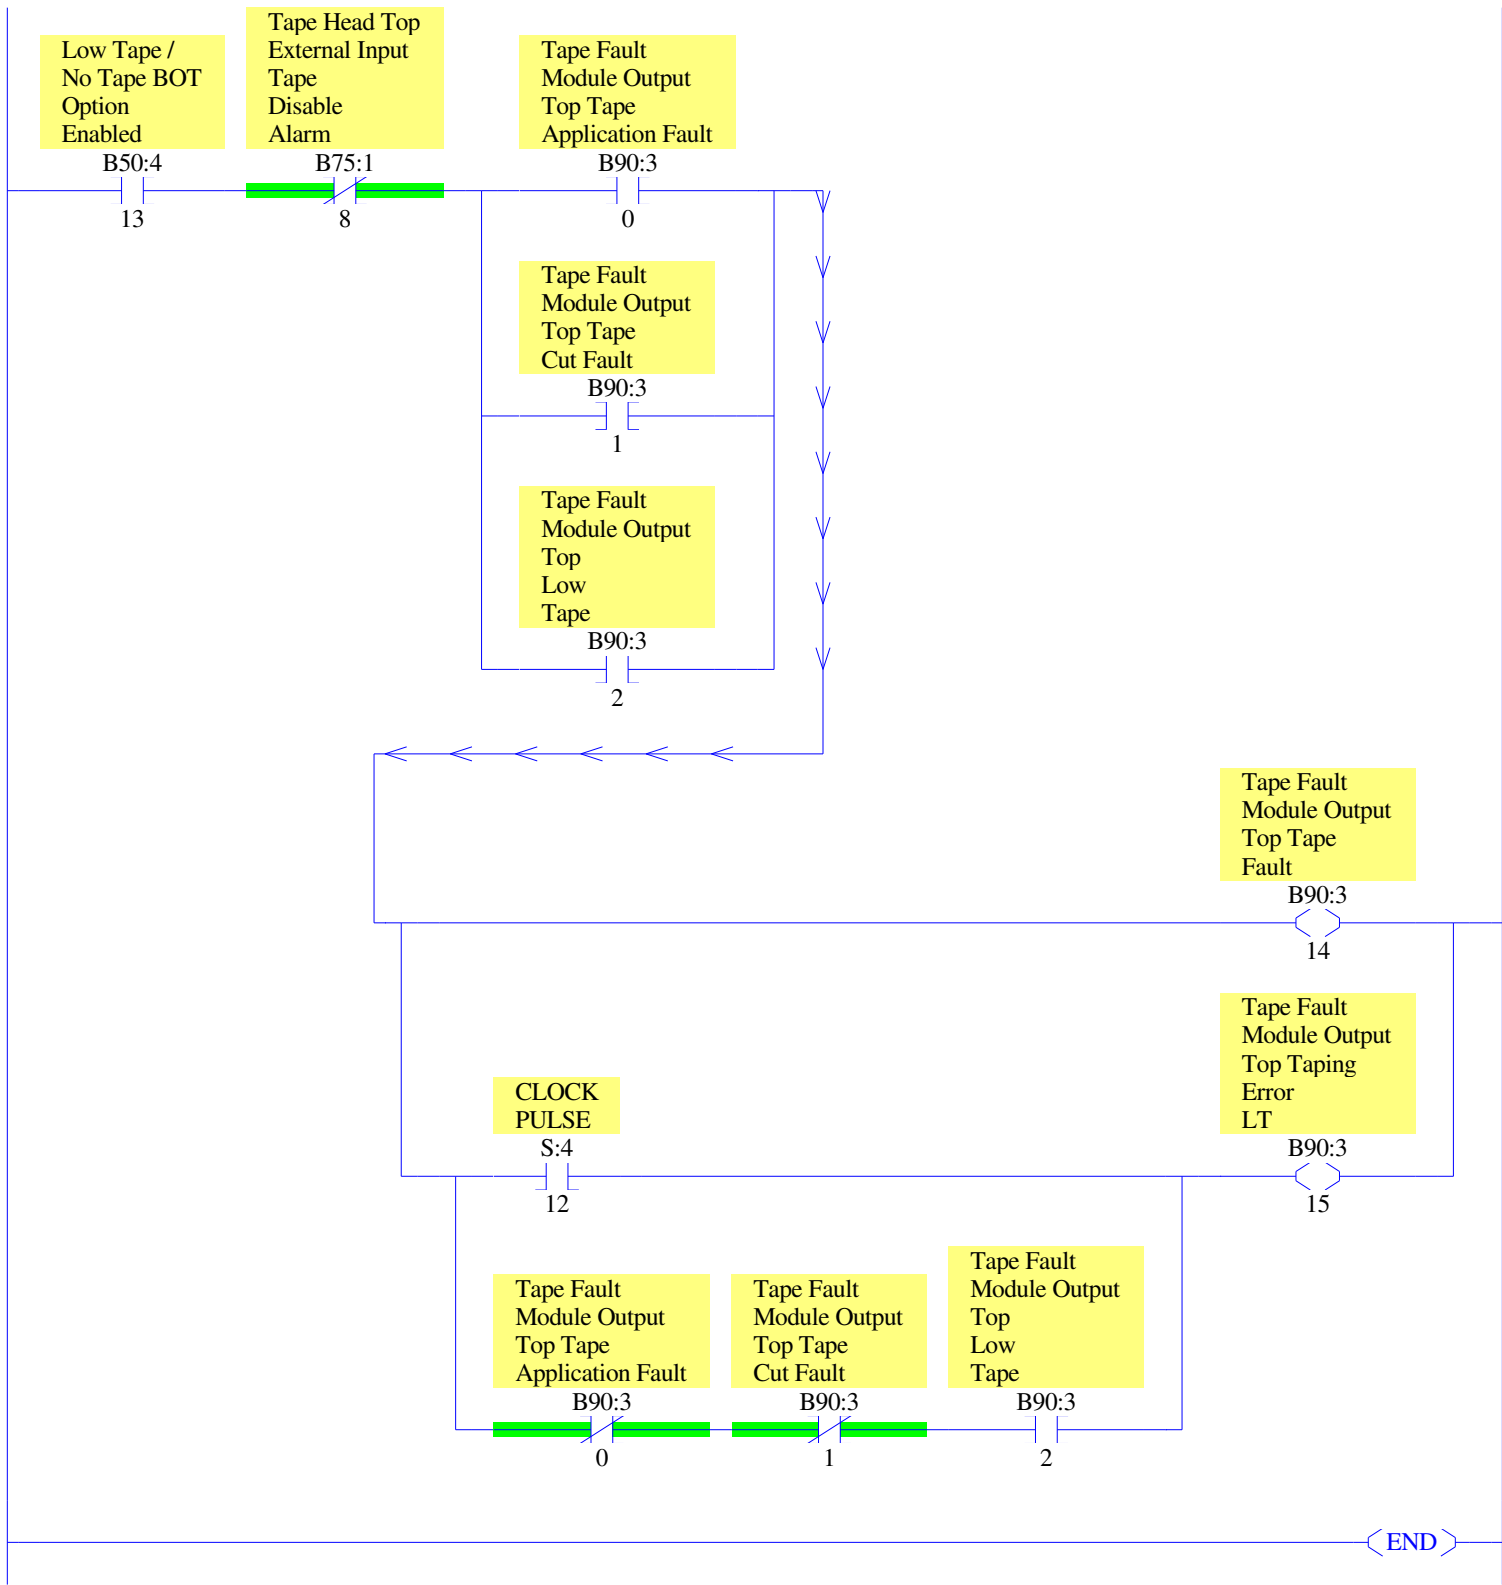 Low Tape /
No Tape BOT
Option
Enabled
B50:4
13
Tape Head Top
External Input
Tape
Disable
Alarm
B75:1
8
Tape Fault
Module Output
Top Tape
Application Fault
B90:3
0
Tape Fault
Module Output
Top Tape
Cut Fault
B90:3
1
Tape Fault
Module Output
Top
Low
Tape
B90:3
2
Tape Fault
Module Output
Top Tape
Fault
B90:3
14
Tape Fault
Module Output
Top Taping
Error
LT
B90:3
15
CLOCK
PULSE
S:4
12
Tape Fault
Module Output
Top Tape
Application Fault
B90:3
0
Tape Fault
Module Output
Top Tape
Cut Fault
B90:3
1
Tape Fault
Module Output
Top
Low
Tape
B90:3
2
END